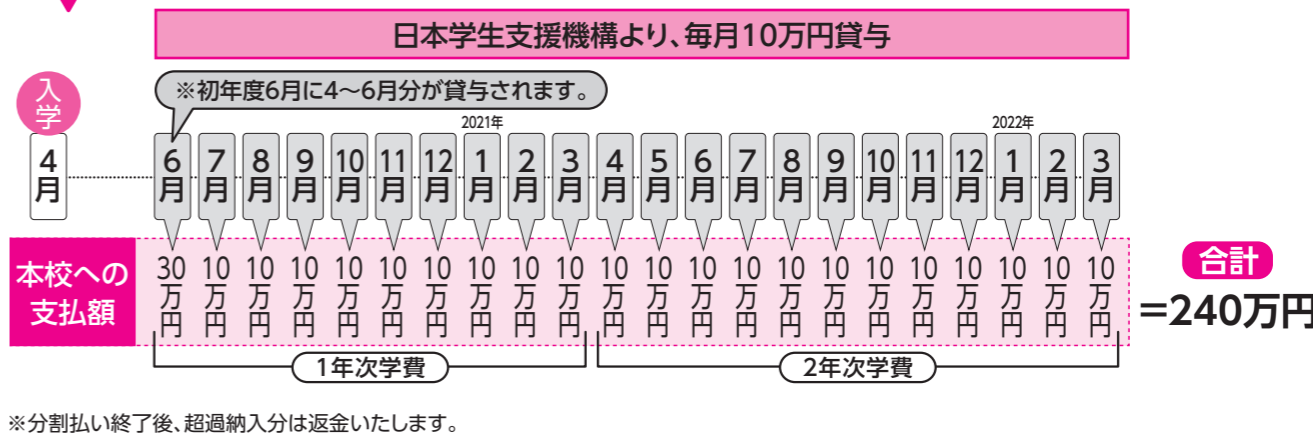 日本学生支援機構より、毎月10万円貸与
入学
※初年度6月に4〜6月分が貸与されます。
2021年
2022年
4月 6月 7月 8月 9月 10月 11月 12月 1月 2月 3月 4月 5月 6月 7月 8月 9月 10月 11月 12月 1月 2月 3月
本校への
支払額
30万円 10万円 10万円 10万円 10万円 10万円 10万円 10万円 10万円 10万円 10万円 10万円 10万円 10万円 10万円 10万円 10万円 10万円 10万円 10万円 10万円 10万円
合計
=240万円
1年次学費
2年次学費
※分割払い終了後、超過納入分は返金いたします。